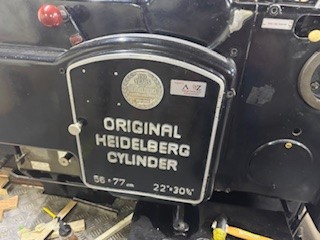 ORIGINAL
HEIDELBERG
CYLINDER
56 × 77 cm 22" × 30¼"